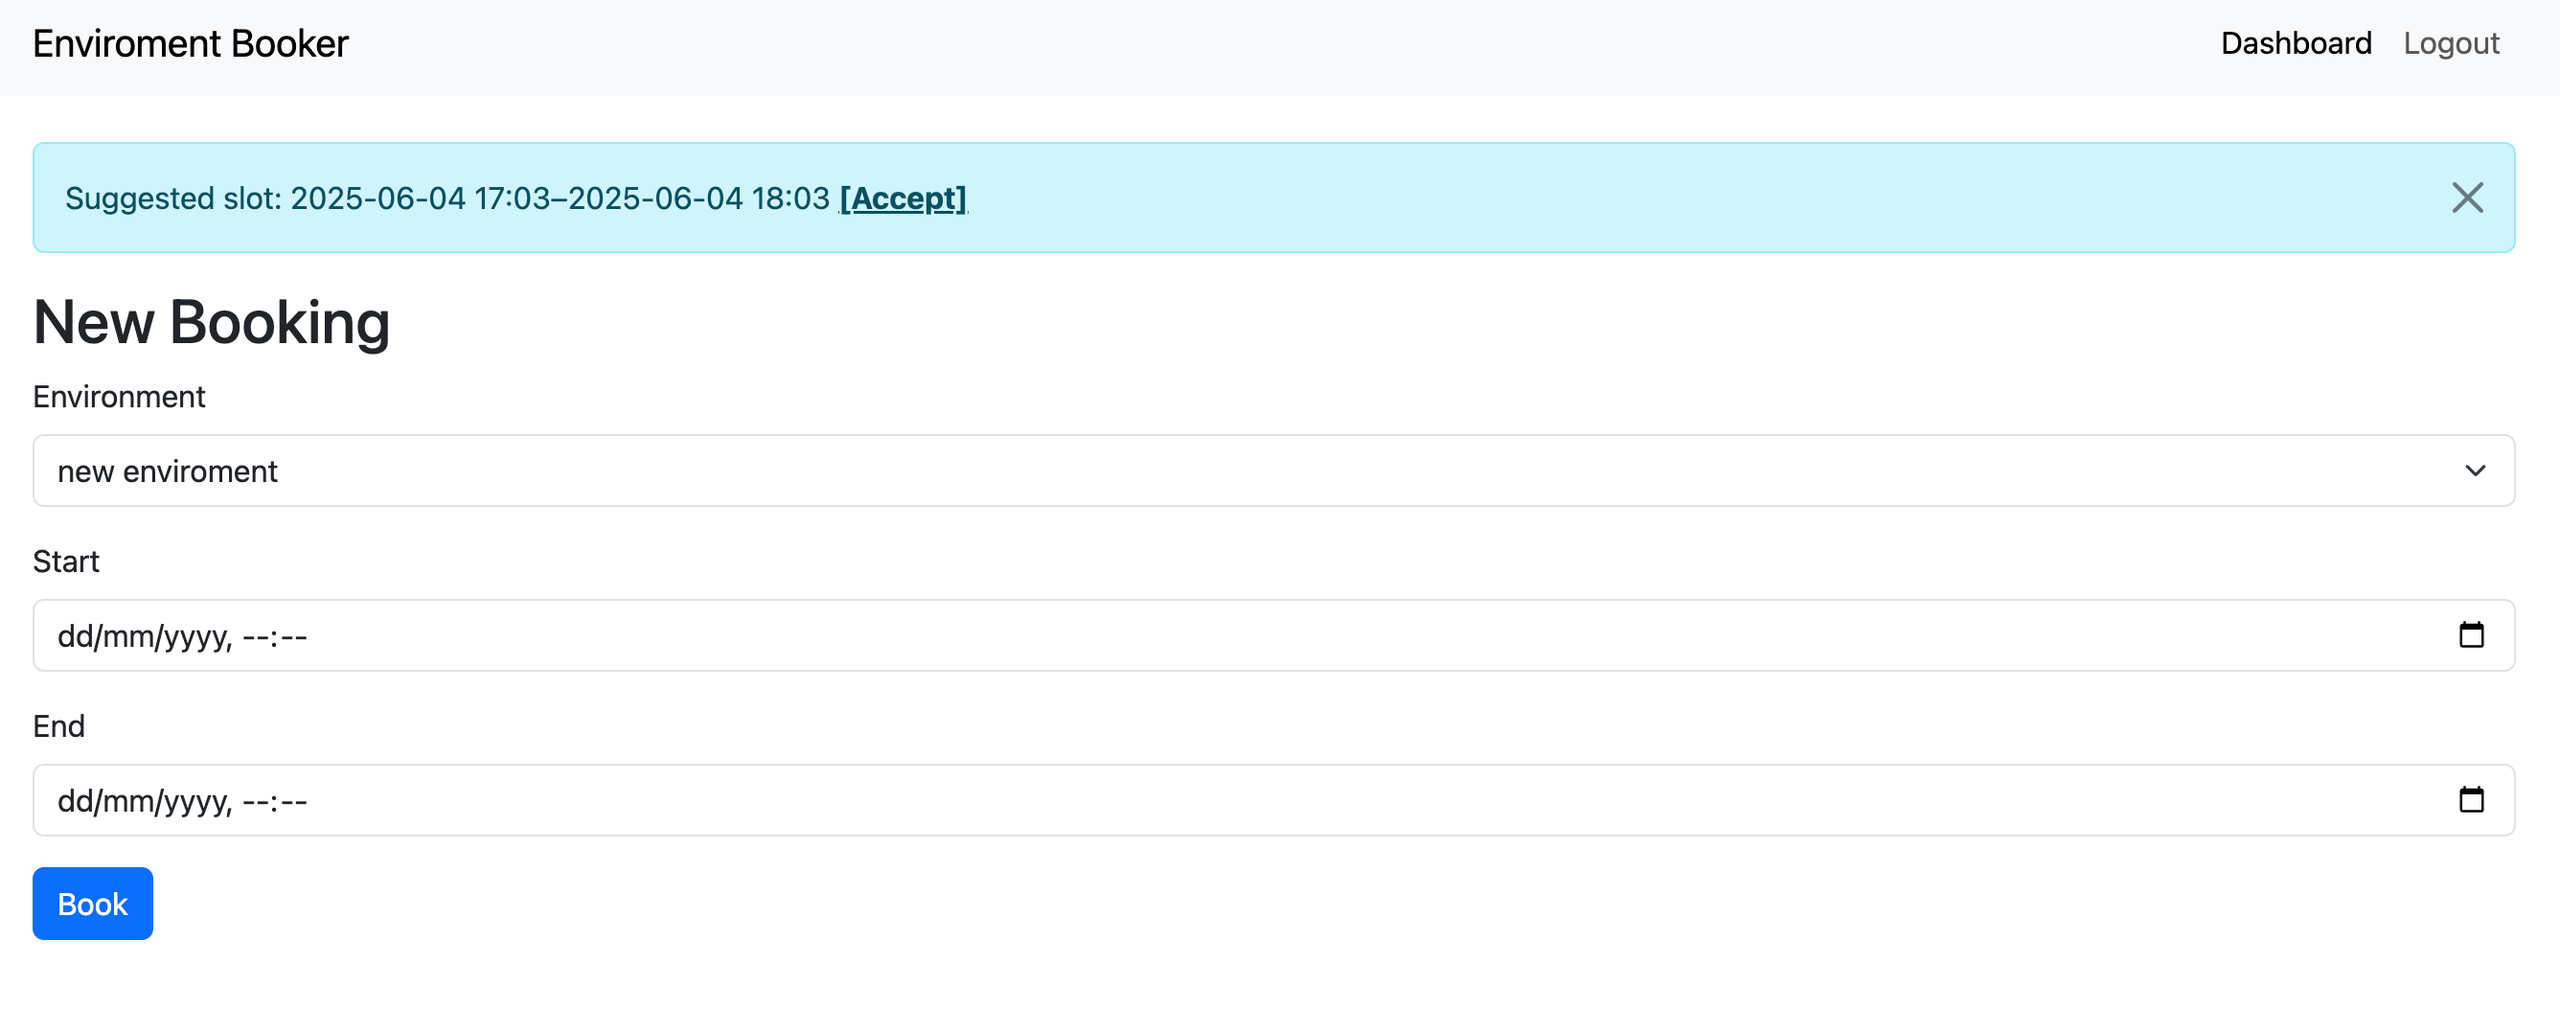 Enviroment Booker
Dashboard Logout
Suggested slot: 2025-06-04 17:03–2025-06-04 18:03 [Accept]
New Booking
Environment
new enviroment
Start
dd/mm/yyyy, --:--
End
dd/mm/yyyy, --:--
Book